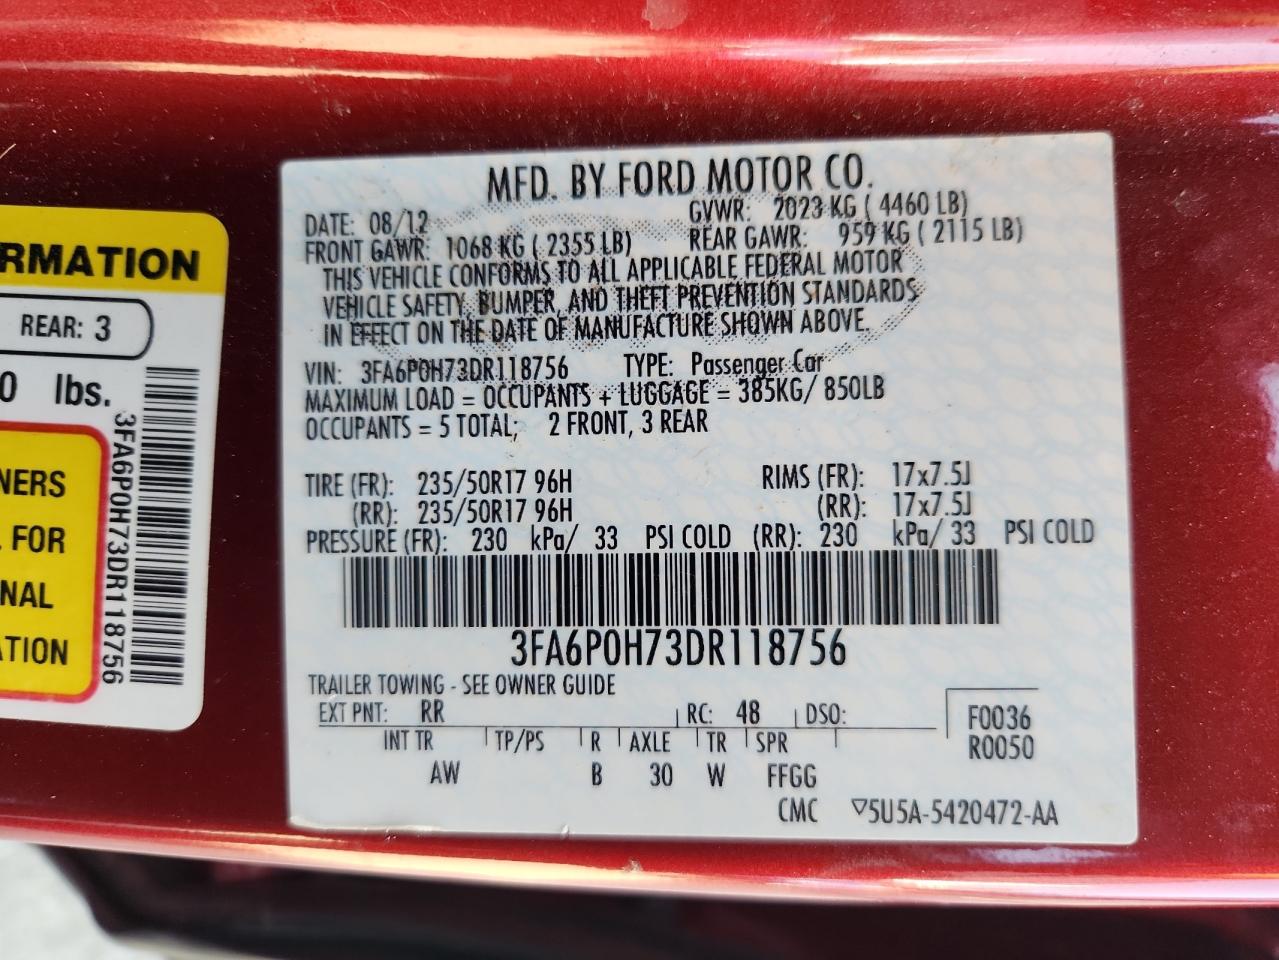 RMATION
REAR: 3
0 lbs.
NERS
FOR
NAL
ATION
3FA6P0H73DR118756
MFD. BY FORD MOTOR CO.
DATE: 08/12 GVWR: 2023 KG ( 4460 LB)
FRONT GAWR: 1068 KG ( 2355 LB) REAR GAWR: 959 KG ( 2115 LB)
THIS VEHICLE CONFORMS TO ALL APPLICABLE FEDERAL MOTOR
VEHICLE SAFETY, BUMPER, AND THEFT PREVENTION STANDARDS
IN EFFECT ON THE DATE OF MANUFACTURE SHOWN ABOVE.
VIN: 3FA6P0H73DR118756 TYPE: Passenger Car
MAXIMUM LOAD = OCCUPANTS + LUGGAGE = 385KG/ 850LB
OCCUPANTS = 5 TOTAL; 2 FRONT, 3 REAR
TIRE (FR): 235/50R17 96H RIMS (FR): 17x7.5J
(RR): 235/50R17 96H (RR): 17x7.5J
PRESSURE (FR): 230 kPa/ 33 PSI COLD (RR): 230 kPa/ 33 PSI COLD
3FA6P0H73DR118756
TRAILER TOWING - SEE OWNER GUIDE
EXT PNT: RR RC: 48 DSO: F0036
INT TR TP/PS R AXLE TR SPR R0050
AW B 30 W FFGG
CMC ▽5U5A-5420472-AA